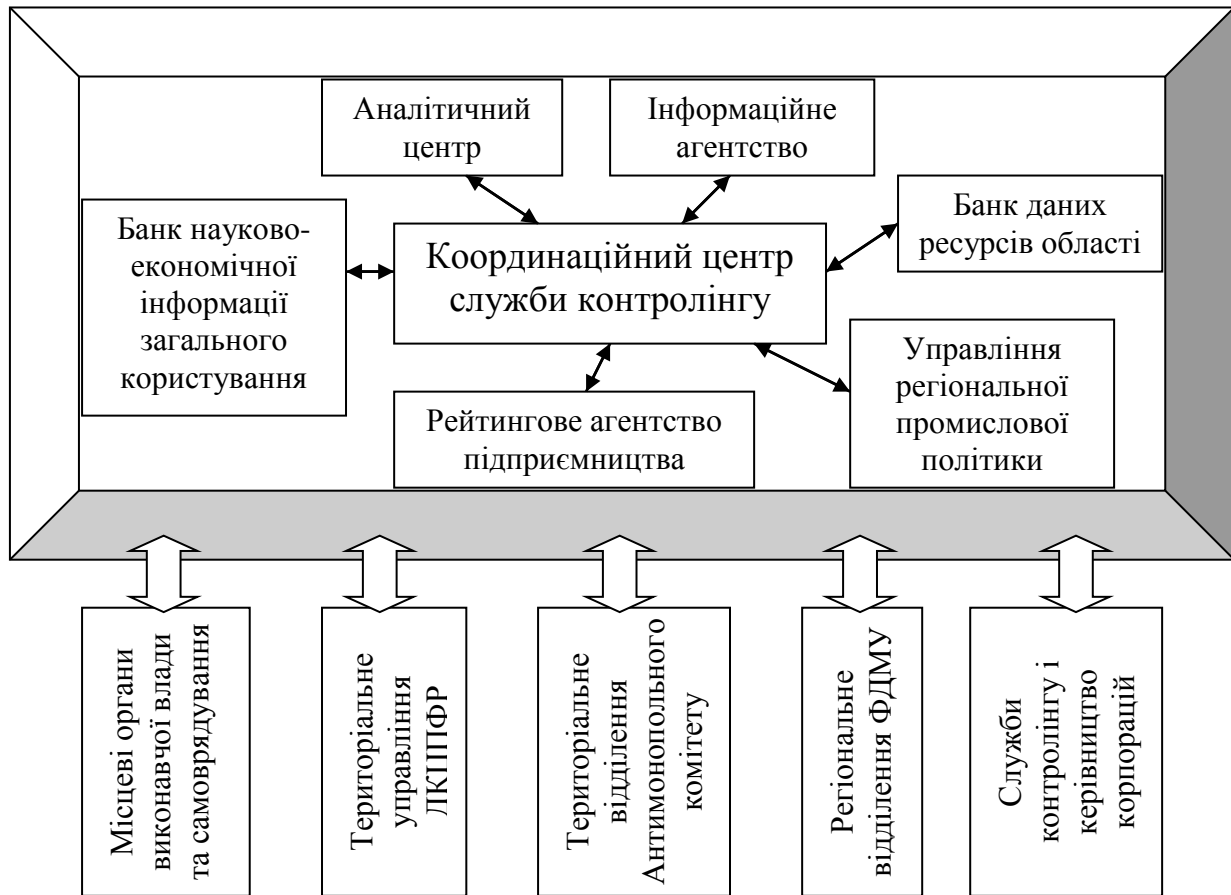 Аналітичний
центр
Інформаційне
агентство
Банк науково-
економічної
інформації
загального
користування
Координаційний центр
служби контролінгу
Банк даних
ресурсів області
Рейтингове агентство
підприємництва
Управління
регіональної
промислової
політики
Місцеві органи
виконавчої влади
та самоврядування
Територіальне
управління
ЛКППФР
Територіальне
відділення
Антимонопольного
комітету
Регіональне
відділення ФДМУ
Служби
контролінгу і
керівництво
корпорацій